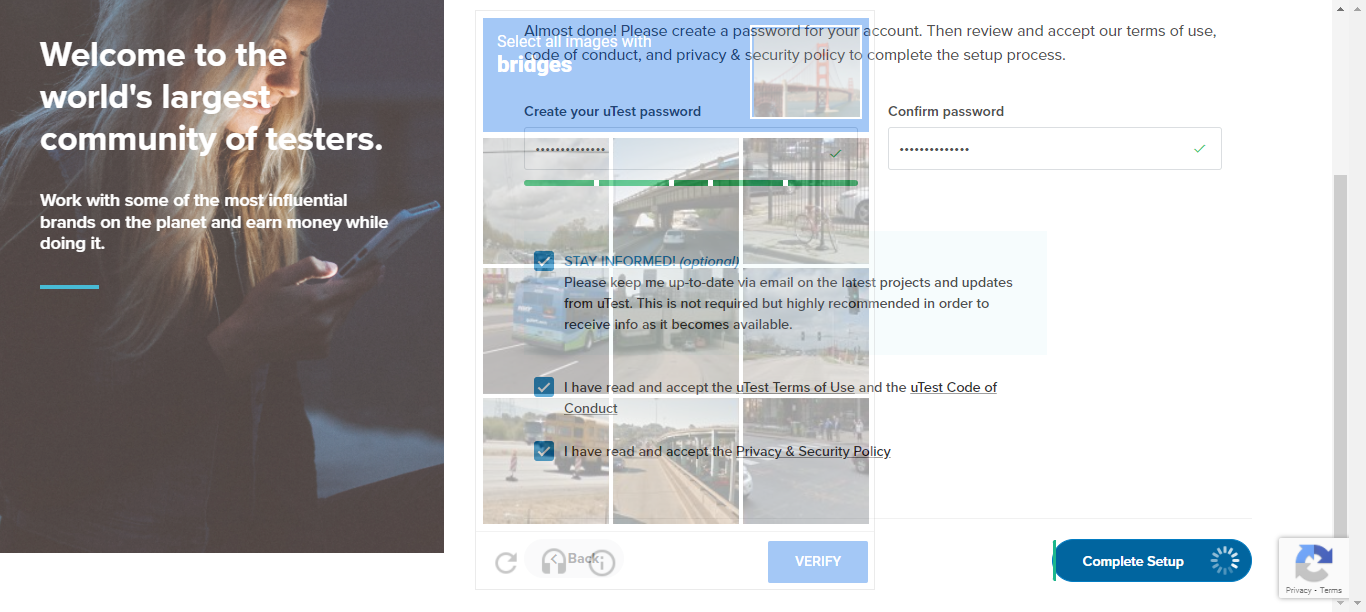 Welcome to the
world's largest
community of testers.
Work with some of the most influential
brands on the planet and earn money while
doing it.
Almost done! Please create a password for your account. Then review and accept our terms of use,
code of conduct, and privacy & security policy to complete the setup process.
Select all images with
bridges
Create your uTest password
Confirm password
••••••••••••••
••••••••••••••
STAY INFORMED! (optional)
Please keep me up-to-date via email on the latest projects and updates
from uTest. This is not required but highly recommended in order to
receive info as it becomes available.
I have read and accept the uTest Terms of Use and the uTest Code of
Conduct
I have read and accept the Privacy & Security Policy
Back
VERIFY
Complete Setup
Privacy - Terms